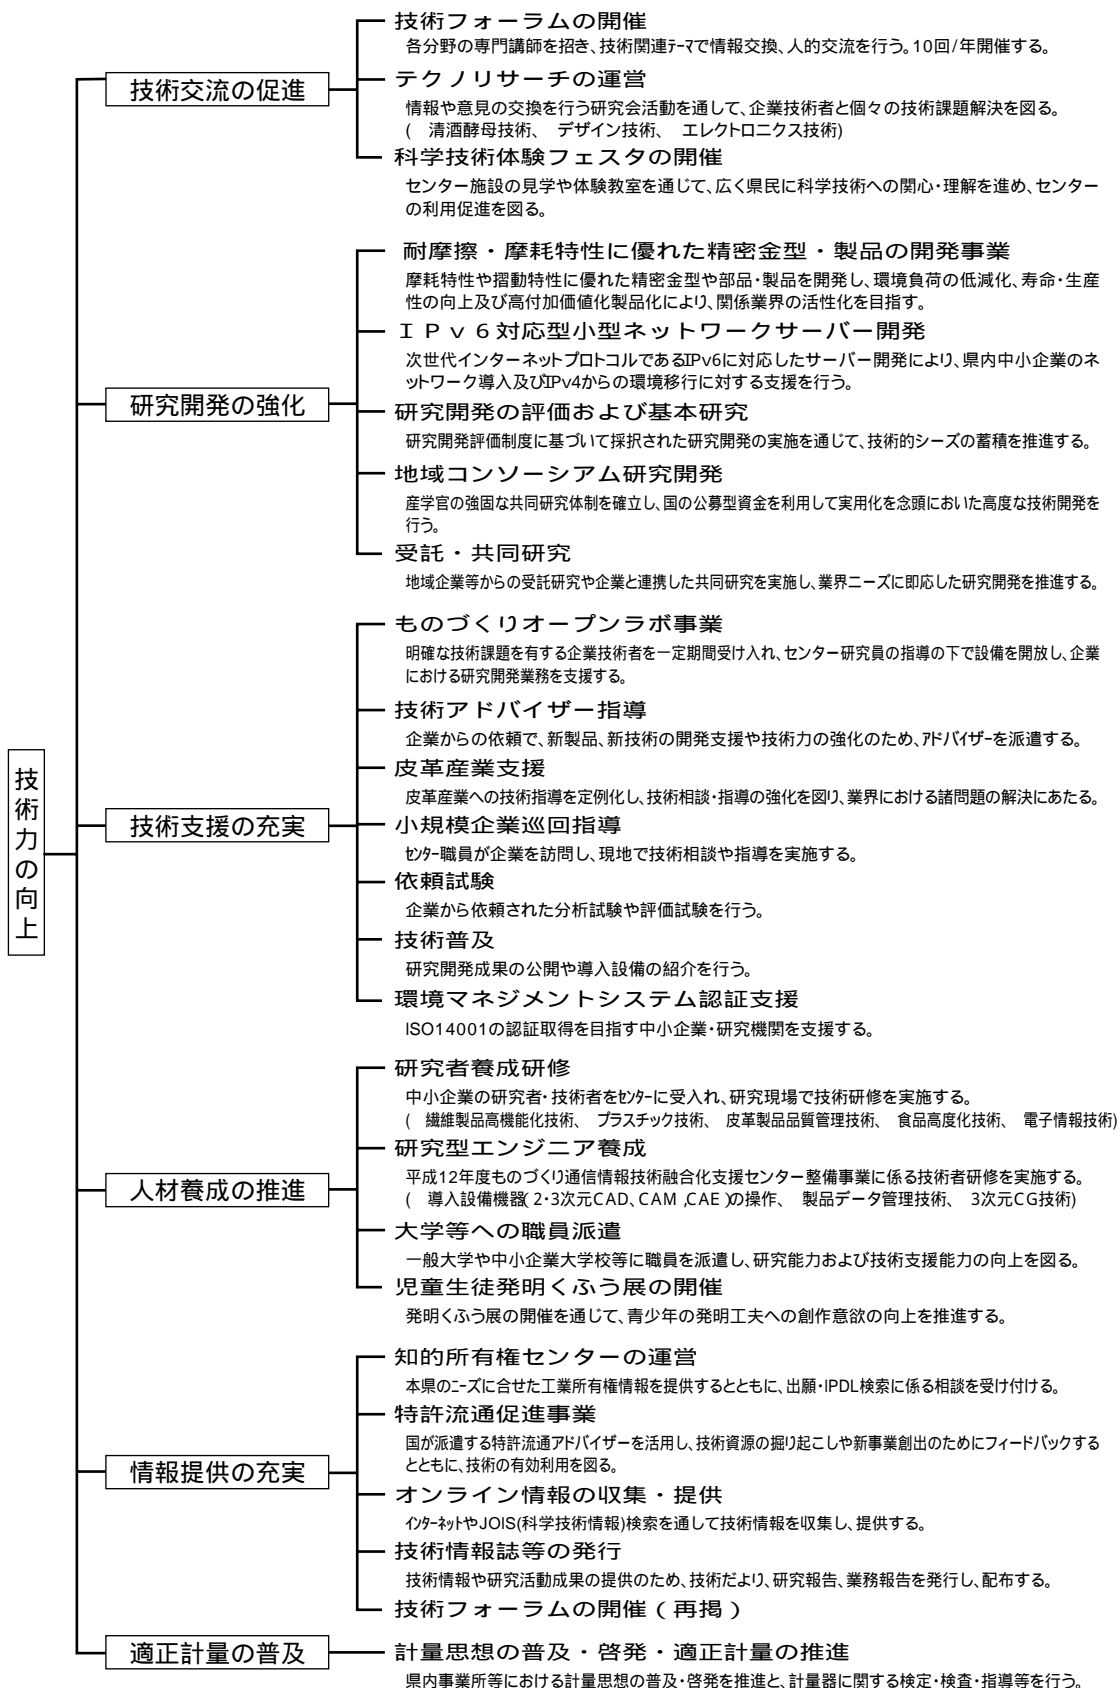 技術力の向上
技術交流の促進
技術フォーラムの開催
各分野の専門講師を招き、技術関連テーマで情報交換、人的交流を行う。10回/年開催する。
テクノリサーチの運営
情報や意見の交換を行う研究会活動を通して、企業技術者と個々の技術課題解決を図る。
(　清酒酵母技術、　デザイン技術、　エレクトロニクス技術)
科学技術体験フェスタの開催
センター施設の見学や体験教室を通じて、広く県民に科学技術への関心・理解を進め、センター
の利用促進を図る。
研究開発の強化
耐摩擦・摩耗特性に優れた精密金型・製品の開発事業
摩耗特性や摺動特性に優れた精密金型や部品・製品を開発し、環境負荷の低減化、寿命・生産
性の向上及び高付加価値化製品化により、関係業界の活性化を目指す。
ＩＰｖ６対応型小型ネットワークサーバー開発
次世代インターネットプロトコルであるIPv6に対応したサーバー開発により、県内中小企業のネ
ットワーク導入及びIPv4からの環境移行に対する支援を行う。
研究開発の評価および基本研究
研究開発評価制度に基づいて採択された研究開発の実施を通じて、技術的シーズの蓄積を推進する。
地域コンソーシアム研究開発
産学官の強固な共同研究体制を確立し、国の公募型資金を利用して実用化を念頭においた高度な技術開発を
行う。
受託・共同研究
地域企業等からの受託研究や企業と連携した共同研究を実施し、業界ニーズに即応した研究開発を推進する。
技術支援の充実
ものづくりオープンラボ事業
明確な技術課題を有する企業技術者を一定期間受け入れ、センター研究員の指導の下で設備を開放し、企業
における研究開発業務を支援する。
技術アドバイザー指導
企業からの依頼で、新製品、新技術の開発支援や技術力の強化のため、アドバイザーを派遣する。
皮革産業支援
皮革産業への技術指導を定例化し、技術相談・指導の強化を図り、業界における諸問題の解決にあたる。
小規模企業巡回指導
センター職員が企業を訪問し、現地で技術相談や指導を実施する。
依頼試験
企業から依頼された分析試験や評価試験を行う。
技術普及
研究開発成果の公開や導入設備の紹介を行う。
環境マネジメントシステム認証支援
ISO14001の認証取得を目指す中小企業・研究機関を支援する。
人材養成の推進
研究者養成研修
中小企業の研究者・技術者をセンターに受入れ、研究現場で技術研修を実施する。
(　繊維製品高機能化技術、　プラスチック技術、　皮革製品品質管理技術、　食品高度化技術、　電子情報技術)
研究型エンジニア養成
平成12年度ものづくり通信情報技術融合化支援センター整備事業に係る技術者研修を実施する。
(　導入設備機器(2・3次元CAD、CAM,CAE)の操作、　製品データ管理技術、　3次元CG技術)
大学等への職員派遣
一般大学や中小企業大学校等に職員を派遣し、研究能力および技術支援能力の向上を図る。
児童生徒発明くふう展の開催
発明くふう展の開催を通じて、青少年の発明工夫への創作意欲の向上を推進する。
情報提供の充実
知的所有権センターの運営
本県のニーズに合せた工業所有権情報を提供するとともに、出願・IPDL検索に係る相談を受け付ける。
特許流通促進事業
国が派遣する特許流通アドバイザーを活用し、技術資源の掘り起こしや新事業創出のためにフィードバックする
とともに、技術の有効利用を図る。
オンライン情報の収集・提供
インターネットやJOIS(科学技術情報)検索を通して技術情報を収集し、提供する。
技術情報誌等の発行
技術情報や研究活動成果の提供のため、技術だより、研究報告、業務報告を発行し、配布する。
技術フォーラムの開催（再掲）
適正計量の普及
計量思想の普及・啓発・適正計量の推進
県内事業所等における計量思想の普及・啓発を推進と、計量器に関する検定・検査・指導等を行う。